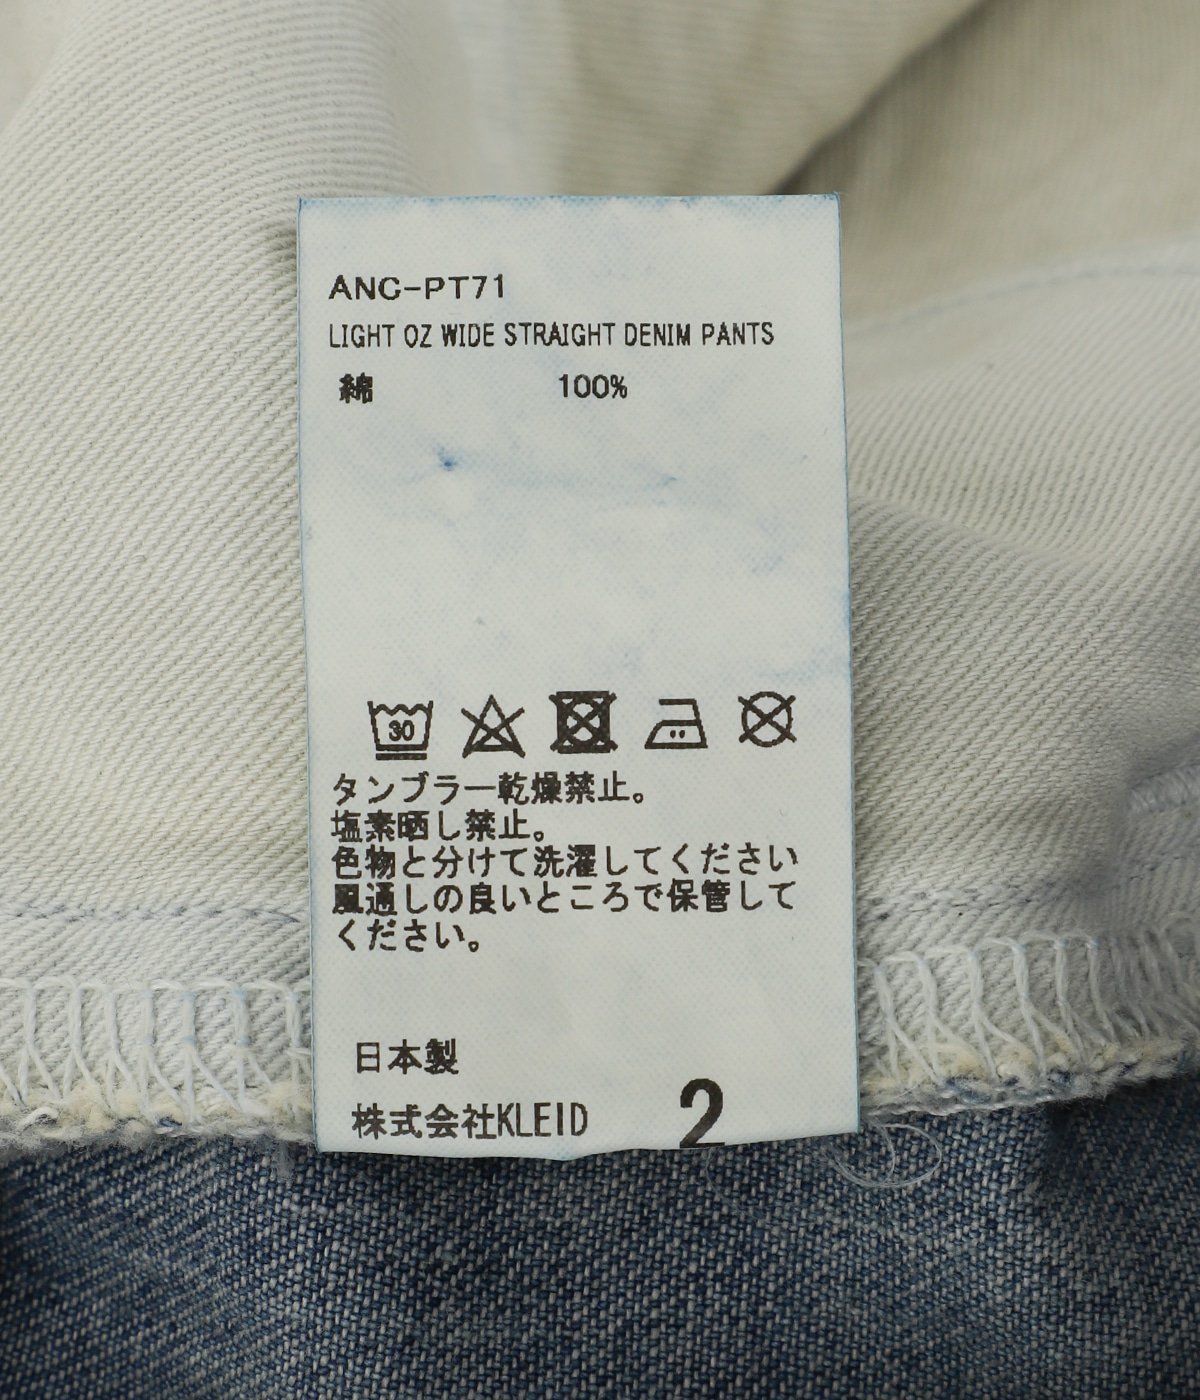 ANC-PT71
LIGHT OZ WIDE STRAIGHT DENIM PANTS
綿 100%
30
タンブラー乾燥禁止。
塩素晒し禁止。
色物と分けて洗濯してください
風通しの良いところで保管して
ください。
日本製
株式会社KLEID 2